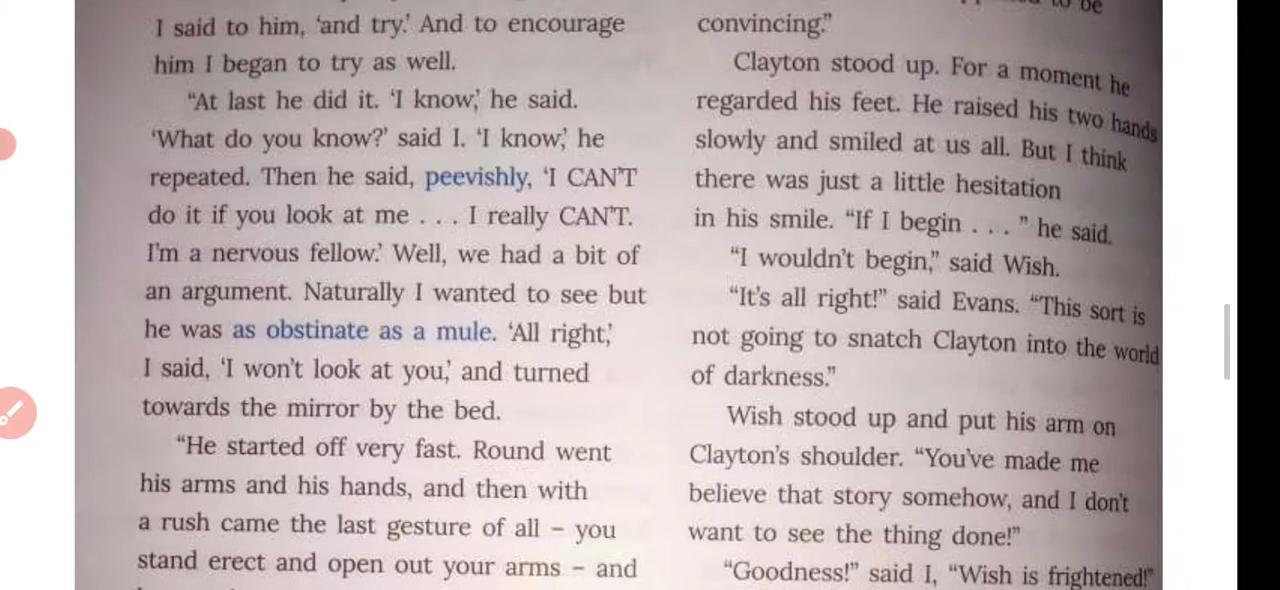 I said to him, ‘and try.’ And to encourage
him I began to try as well.
“At last he did it. ‘I know,’ he said.
‘What do you know?’ said I. ‘I know,’ he
repeated. Then he said, peevishly, ‘I CAN’T
do it if you look at me . . . I really CAN’T.
I’m a nervous fellow.’ Well, we had a bit of
an argument. Naturally I wanted to see but
he was as obstinate as a mule. ‘All right,’
I said, ‘I won’t look at you,’ and turned
towards the mirror by the bed.
“He started off very fast. Round went
his arms and his hands, and then with
a rush came the last gesture of all – you
stand erect and open out your arms – and
to be
convincing.”
Clayton stood up. For a moment he
regarded his feet. He raised his two hands
slowly and smiled at us all. But I think
there was just a little hesitation
in his smile. “If I begin . . . ” he said.
“I wouldn’t begin,” said Wish.
“It’s all right!” said Evans. “This sort is
not going to snatch Clayton into the world
of darkness.”
Wish stood up and put his arm on
Clayton’s shoulder. “You’ve made me
believe that story somehow, and I don’t
want to see the thing done!”
“Goodness!” said I, “Wish is frightened!”